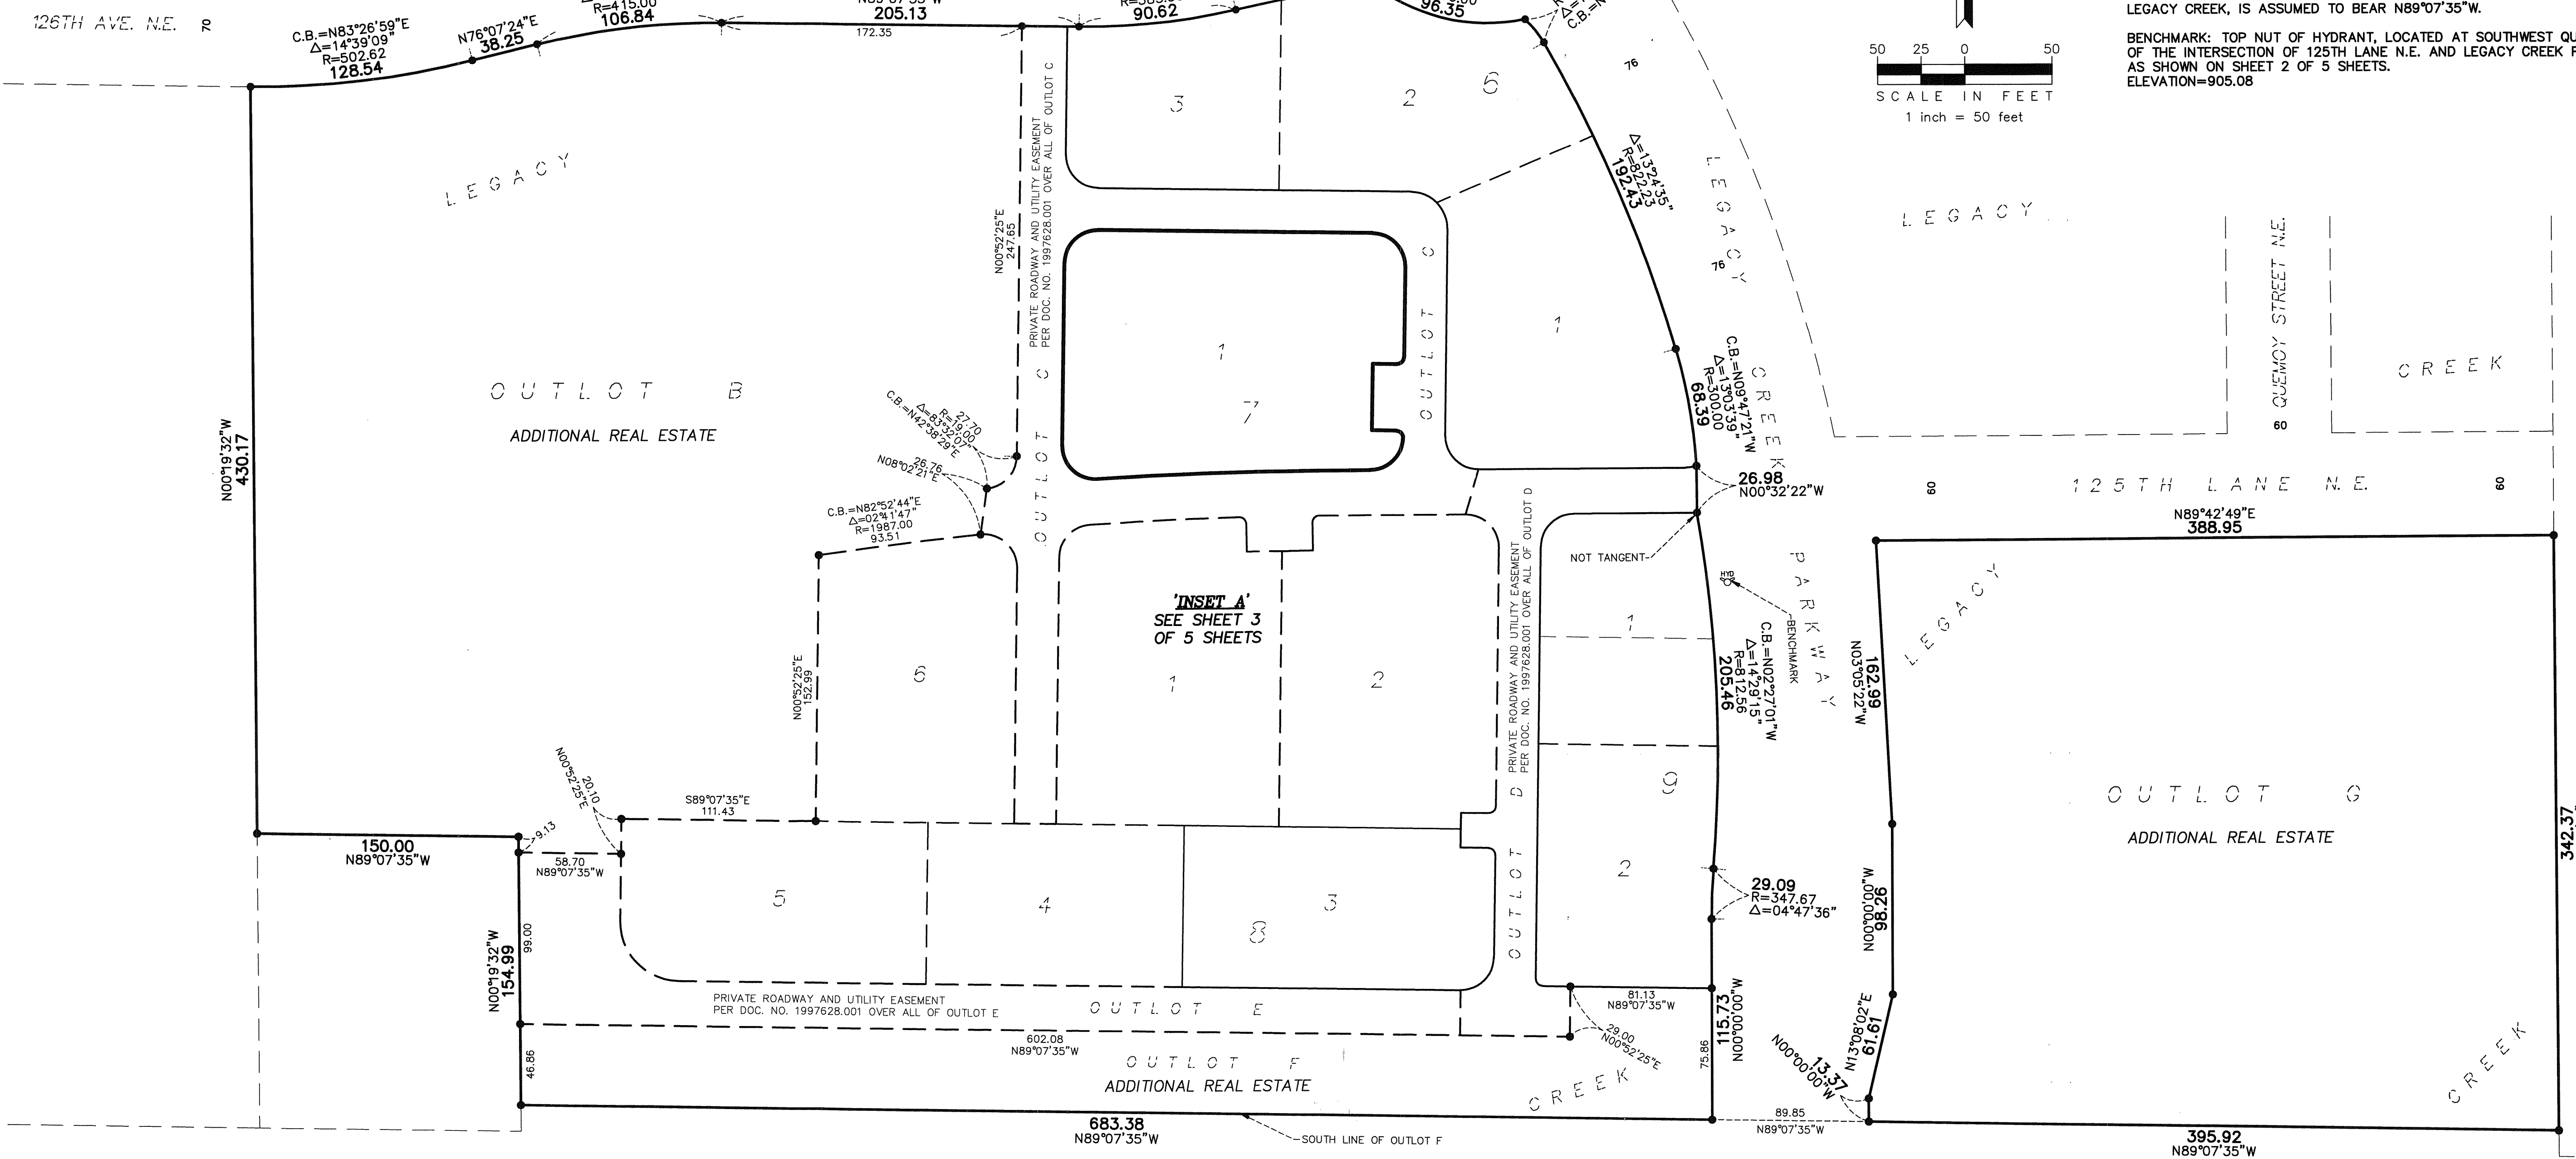 126TH AVE. N.E.
70
C.B.=N83°26'59"E
Δ=14°39'09"
R=502.62
128.54
N76°07'24"E
38.25
R=415.00
106.84
205.13
172.35
90.62
96.35
LEGACY CREEK, IS ASSUMED TO BEAR N89°07'35"W.
BENCHMARK: TOP NUT OF HYDRANT, LOCATED AT SOUTHWEST
OF THE INTERSECTION OF 125TH LANE N.E. AND LEGACY CREEK
AS SHOWN ON SHEET 2 OF 5 SHEETS.
ELEVATION=905.08
50 25 0 50
SCALE IN FEET
1 inch = 50 feet
LEGACY
PRIVATE ROADWAY AND UTILITY EASEMENT
PER DOC. NO. 1997628.001 OVER ALL OF OUTLOT C
N00°52'25"E
247.65
3
2
6
76
Δ=13°24'35"
R=822.23
192.43
LEGACY
76
LEGACY
QUEMOY STREET N.E.
60
CREEK
OUTLOT C
1
7
OUTLOT C
1
C.B.=N09°47'21"W
Δ=13°03'39"
R=300.00
68.39
CREEK
OUTLOT B
ADDITIONAL REAL ESTATE
N00°19'32"W
430.17
27.70
R=19.00
Δ=83°32'07"
C.B.=N42°38'29"E
26.76
N08°02'21"E
C.B.=N82°52'44"E
Δ=02°41'47"
R=1987.00
93.51
26.98
N00°32'22"W
NOT TANGENT
60
125TH LANE N.E.
60
N89°42'49"E
388.95
'INSET A'
SEE SHEET 3
OF 5 SHEETS
PRIVATE ROADWAY AND UTILITY EASEMENT
PER DOC. NO. 1997628.001 OVER ALL OF OUTLOT D
HYD
BENCHMARK
PARKWAY
LEGACY
N00°52'25"E
152.99
6
1
2
1
C.B.=N02°27'01"W
Δ=14°29'15"
R=812.56
205.46
162.99
N03°05'22"W
9
OUTLOT G
ADDITIONAL REAL ESTATE
342.37
20.10
N00°52'25"E
S89°07'35"E
111.43
9.13
150.00
N89°07'35"W
58.70
N89°07'35"W
5
4
3
8
OUTLOT D
2
29.09
R=347.67
Δ=04°47'36"
N00°00'00"W
98.26
N00°19'32"W
154.99
99.00
PRIVATE ROADWAY AND UTILITY EASEMENT
PER DOC. NO. 1997628.001 OVER ALL OF OUTLOT E
OUTLOT E
81.13
N89°07'35"W
29.00
N00°52'25"E
115.73
N00°00'00"W
75.86
N13°08'02"E
61.61
13.37
N00°00'00"W
46.86
602.08
N89°07'35"W
OUTLOT F
ADDITIONAL REAL ESTATE
CREEK
CREEK
683.38
N89°07'35"W
SOUTH LINE OF OUTLOT F
89.85
N89°07'35"W
395.92
N89°07'35"W